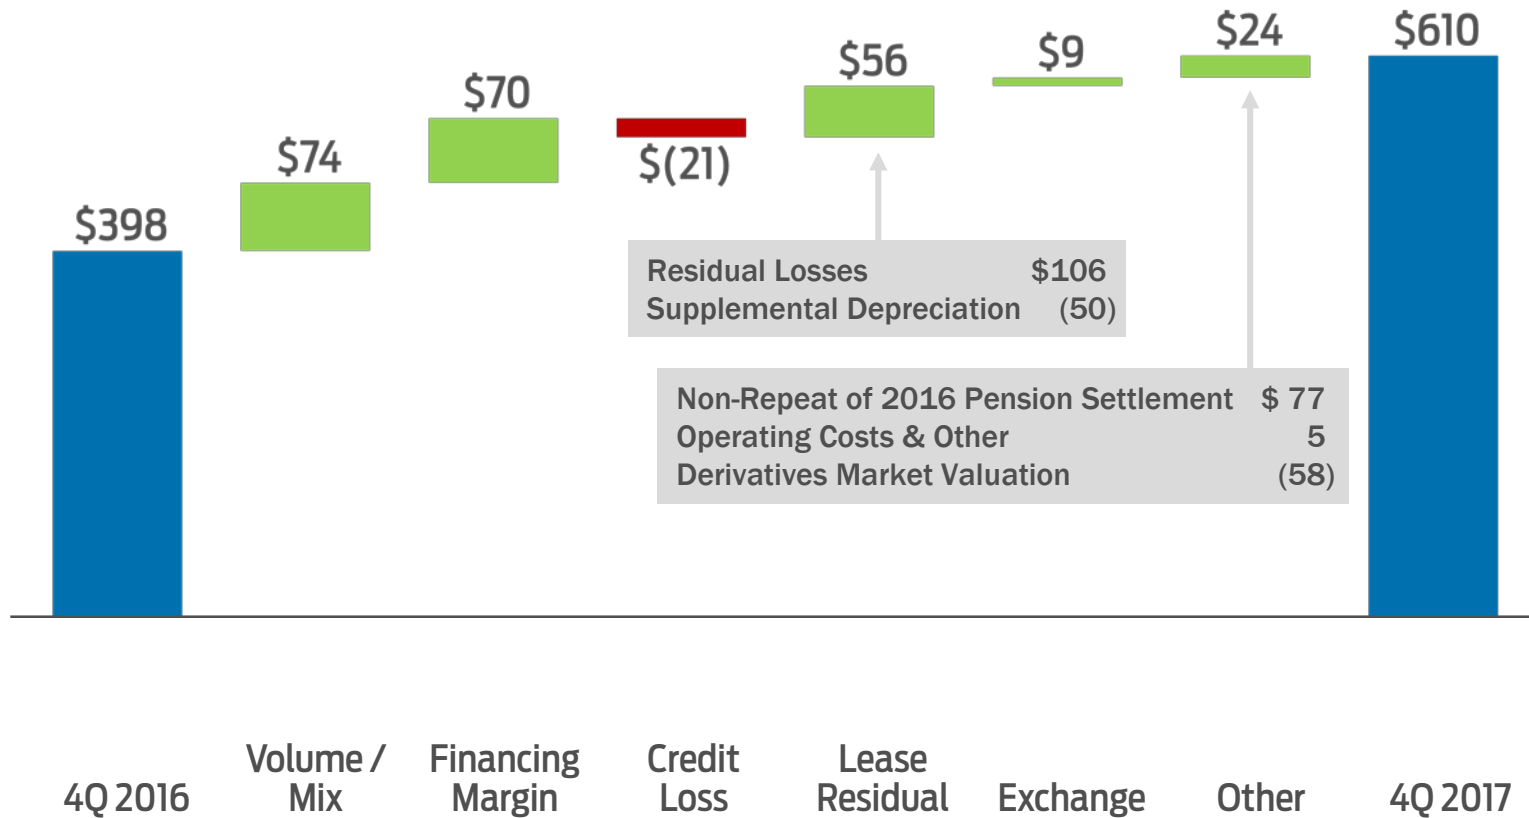 $398
$74
$70
$(21)
$56
$9
$24
$610
Residual Losses $106
Supplemental Depreciation (50)
Non-Repeat of 2016 Pension Settlement $ 77
Operating Costs & Other 5
Derivatives Market Valuation (58)
4Q 2016
Volume /
Mix
Financing
Margin
Credit
Loss
Lease
Residual
Exchange
Other
4Q 2017